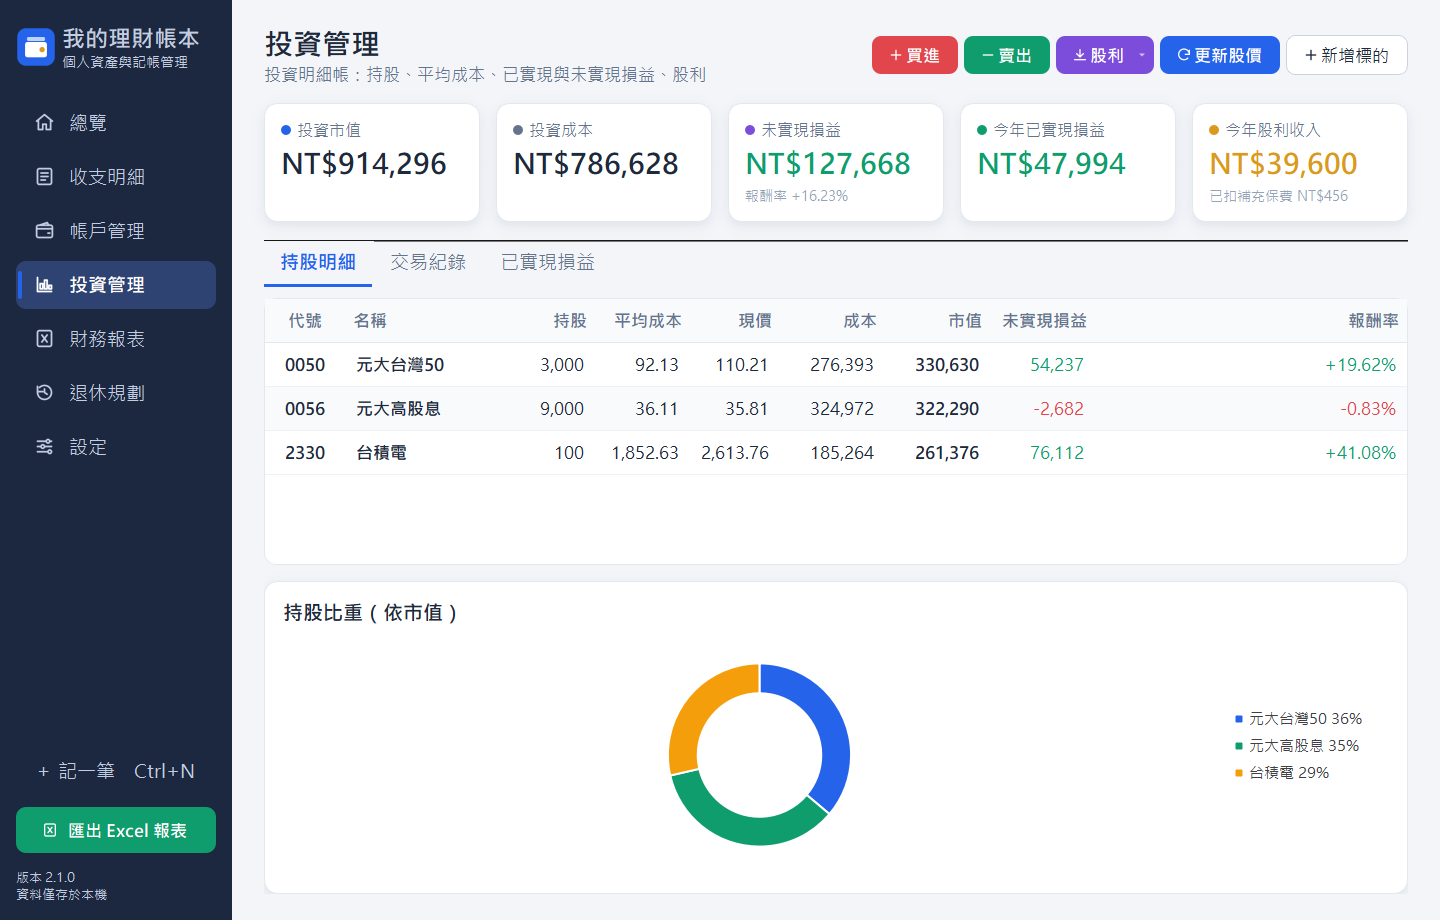 我的理財帳本
個人資產與記帳管理
總覽
收支明細
帳戶管理
投資管理
財務報表
退休規劃
設定
+ 記一筆 Ctrl+N
匯出 Excel 報表
版本 2.1.0
資料僅存於本機
投資管理
投資明細帳：持股、平均成本、已實現與未實現損益、股利
+ 買進
− 賣出
股利
更新股價
+ 新增標的
投資市值
NT$914,296
投資成本
NT$786,628
未實現損益
NT$127,668
報酬率 +16.23%
今年已實現損益
NT$47,994
今年股利收入
NT$39,600
已扣補充保費 NT$456
持股明細 交易紀錄 已實現損益
代號 名稱 持股 平均成本 現價 成本 市值 未實現損益 報酬率
0050 元大台灣50 3,000 92.13 110.21 276,393 330,630 54,237 +19.62%
0056 元大高股息 9,000 36.11 35.81 324,972 322,290 -2,682 -0.83%
2330 台積電 100 1,852.63 2,613.76 185,264 261,376 76,112 +41.08%
持股比重（依市值）
元大台灣50 36%
元大高股息 35%
台積電 29%